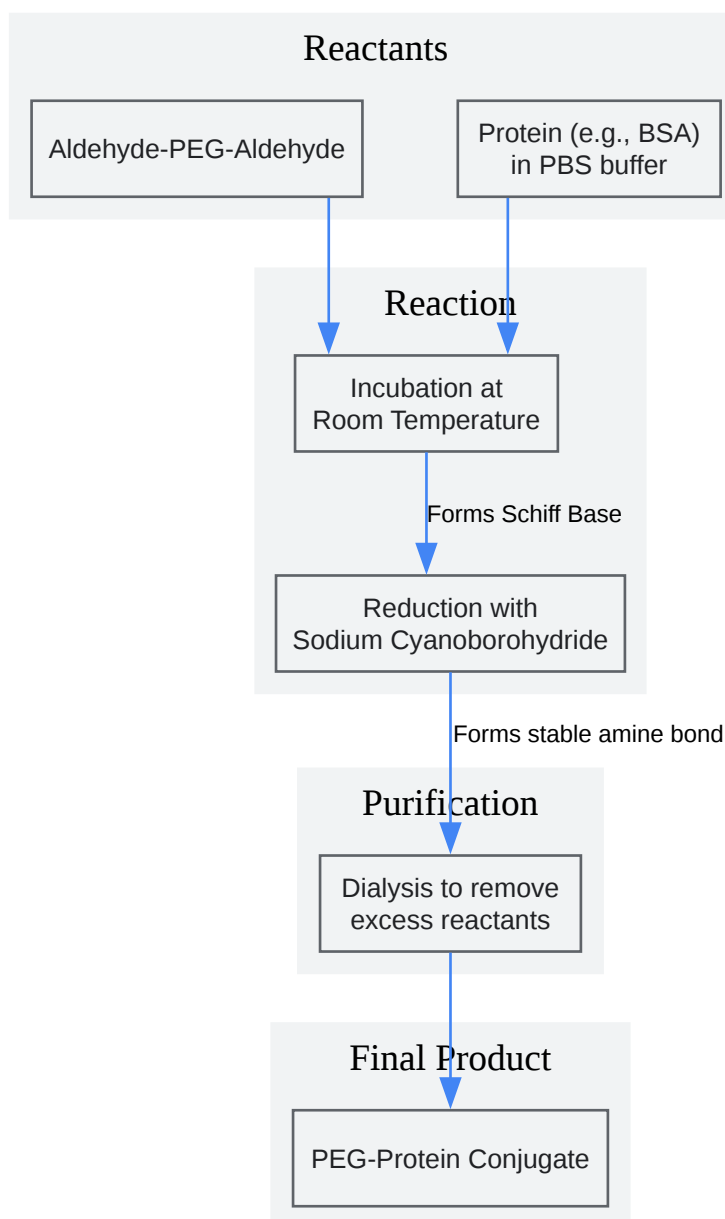 Reactants
Aldehyde-PEG-Aldehyde
Protein (e.g., BSA)
in PBS buffer
Reaction
Incubation at
Room Temperature
Forms Schiff Base
Reduction with
Sodium Cyanoborohydride
Forms stable amine bond
Purification
Dialysis to remove
excess reactants
Final Product
PEG-Protein Conjugate